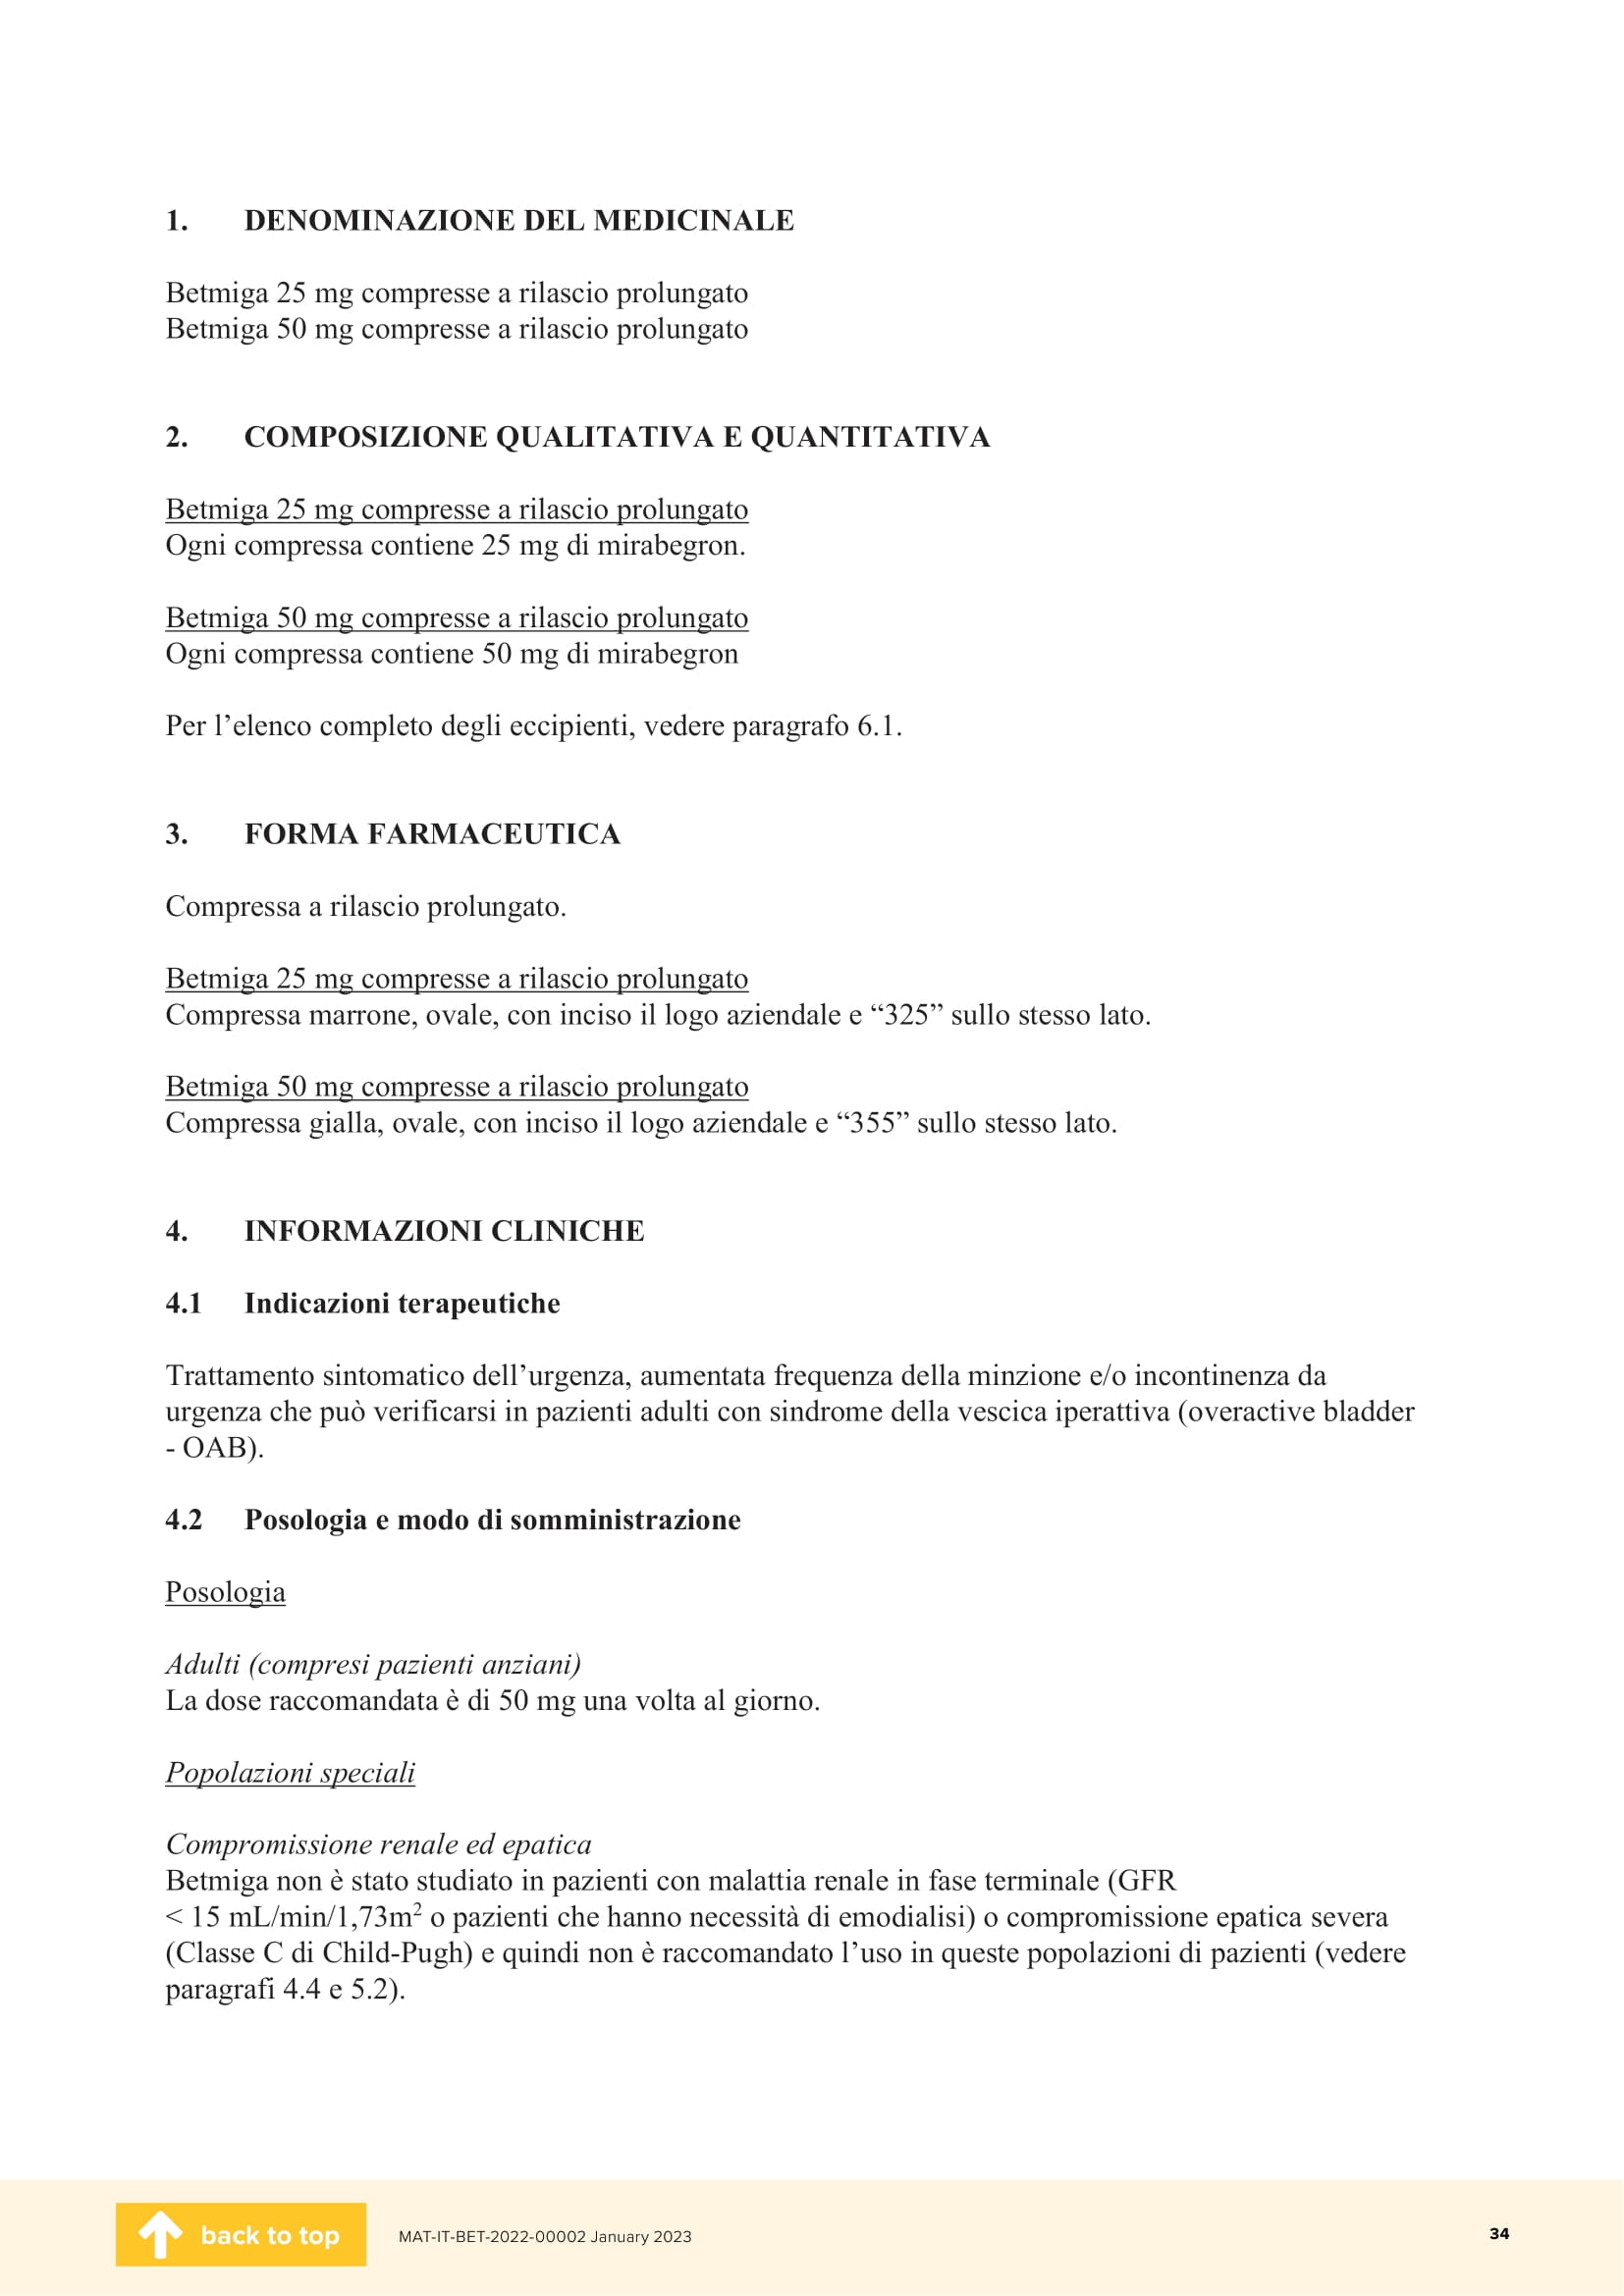 1. DENOMINAZIONE DEL MEDICINALE
Betmiga 25 mg compresse a rilascio prolungato
Betmiga 50 mg compresse a rilascio prolungato
2. COMPOSIZIONE QUALITATIVA E QUANTITATIVA
Betmiga 25 mg compresse a rilascio prolungato
Ogni compressa contiene 25 mg di mirabegron.
Betmiga 50 mg compresse a rilascio prolungato
Ogni compressa contiene 50 mg di mirabegron
Per l’elenco completo degli eccipienti, vedere paragrafo 6.1.
3. FORMA FARMACEUTICA
Compressa a rilascio prolungato.
Betmiga 25 mg compresse a rilascio prolungato
Compressa marrone, ovale, con inciso il logo aziendale e “325” sullo stesso lato.
Betmiga 50 mg compresse a rilascio prolungato
Compressa gialla, ovale, con inciso il logo aziendale e “355” sullo stesso lato.
4. INFORMAZIONI CLINICHE
4.1 Indicazioni terapeutiche
Trattamento sintomatico dell’urgenza, aumentata frequenza della minzione e/o incontinenza da
urgenza che può verificarsi in pazienti adulti con sindrome della vescica iperattiva (overactive bladder
- OAB).
4.2 Posologia e modo di somministrazione
Posologia
Adulti (compresi pazienti anziani)
La dose raccomandata è di 50 mg una volta al giorno.
Popolazioni speciali
Compromissione renale ed epatica
Betmiga non è stato studiato in pazienti con malattia renale in fase terminale (GFR
< 15 mL/min/1,73m² o pazienti che hanno necessità di emodialisi) o compromissione epatica severa
(Classe C di Child-Pugh) e quindi non è raccomandato l’uso in queste popolazioni di pazienti (vedere
paragrafi 4.4 e 5.2).
back to top
MAT-IT-BET-2022-00002 January 2023
34